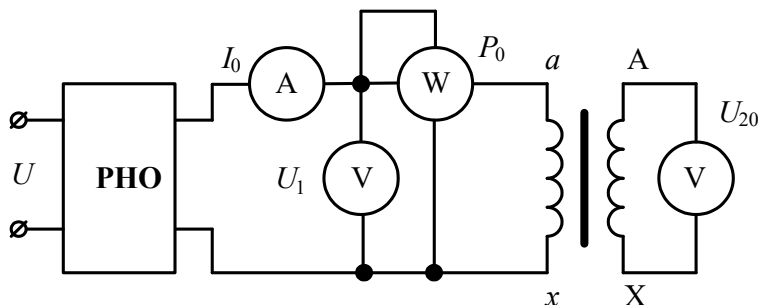 I₀ P₀ a A
A W U₂₀
U РНО U₁ V V
x X